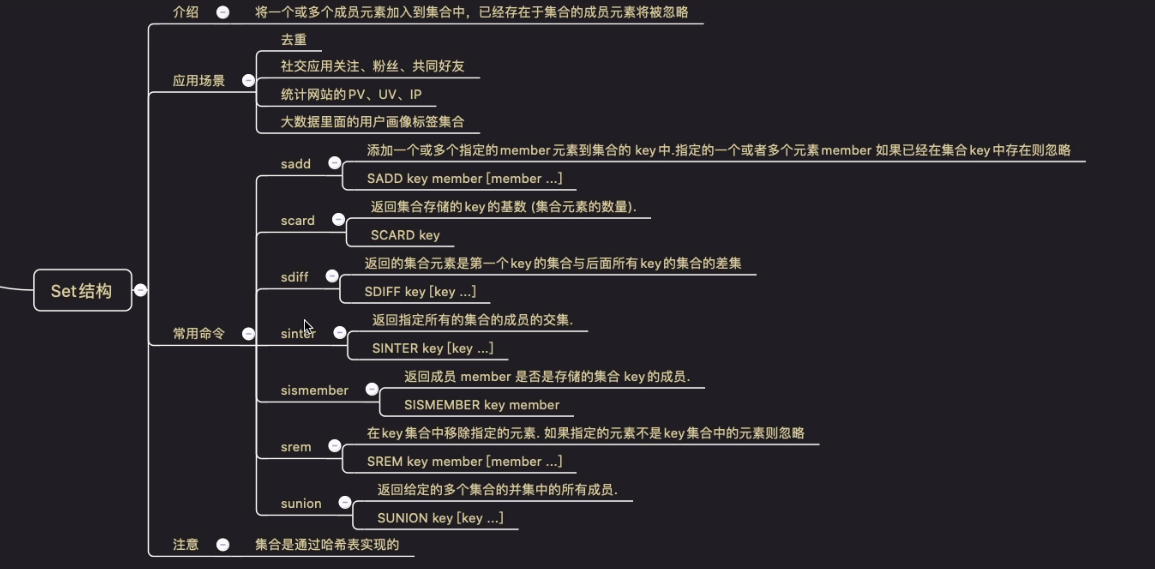 Set结构
介绍
将一个或多个成员元素加入到集合中，已经存在于集合的成员元素将被忽略
应用场景
去重
社交应用关注、粉丝、共同好友
统计网站的PV、UV、IP
大数据里面的用户画像标签集合
常用命令
sadd
添加一个或多个指定的member元素到集合的 key中.指定的一个或者多个元素member 如果已经在集合key中存在则忽略
SADD key member [member ...]
scard
返回集合存储的key的基数 (集合元素的数量).
SCARD key
sdiff
返回的集合元素是第一个key的集合与后面所有key的集合的差集
SDIFF key [key ...]
sinter
返回指定所有的集合的成员的交集.
SINTER key [key ...]
sismember
返回成员 member 是否是存储的集合 key的成员.
SISMEMBER key member
srem
在key集合中移除指定的元素. 如果指定的元素不是key集合中的元素则忽略
SREM key member [member ...]
sunion
返回给定的多个集合的并集中的所有成员.
SUNION key [key ...]
注意
集合是通过哈希表实现的